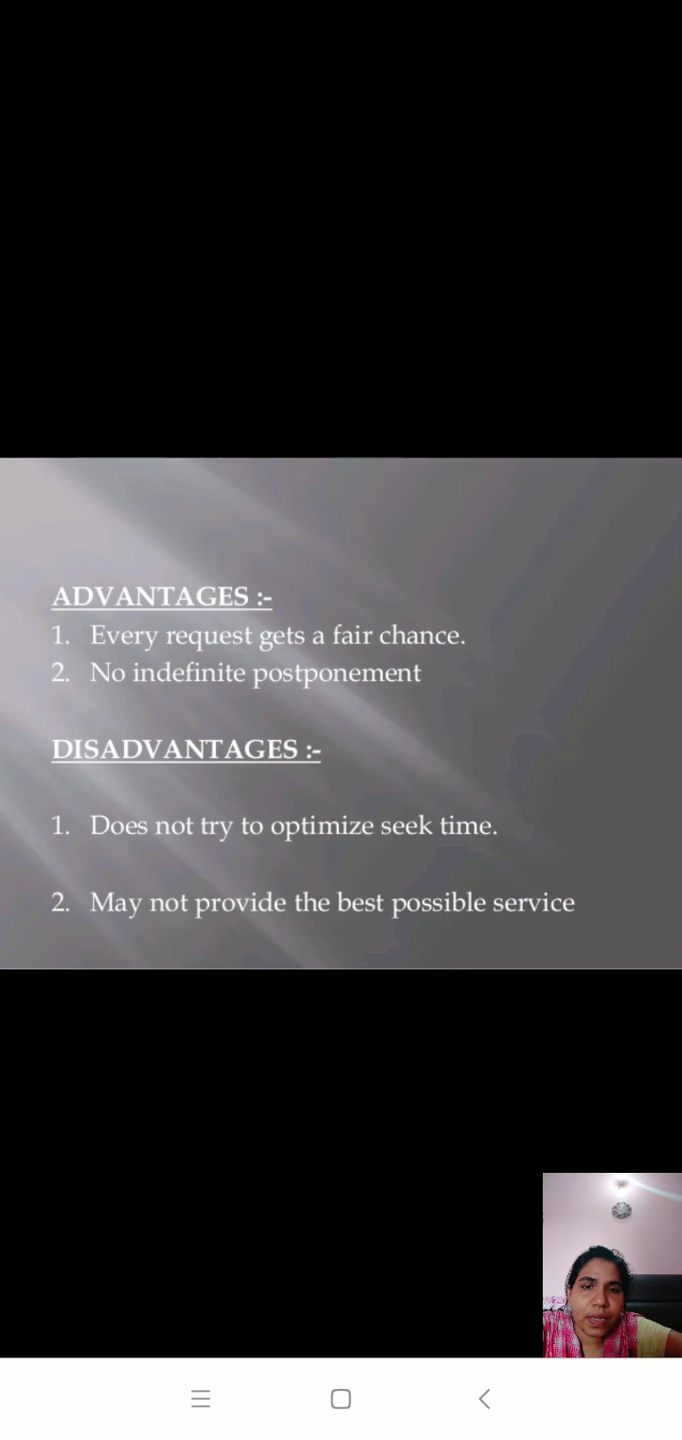 ADVANTAGES :-
1. Every request gets a fair chance.
2. No indefinite postponement
DISADVANTAGES :-
1. Does not try to optimize seek time.
2. May not provide the best possible service